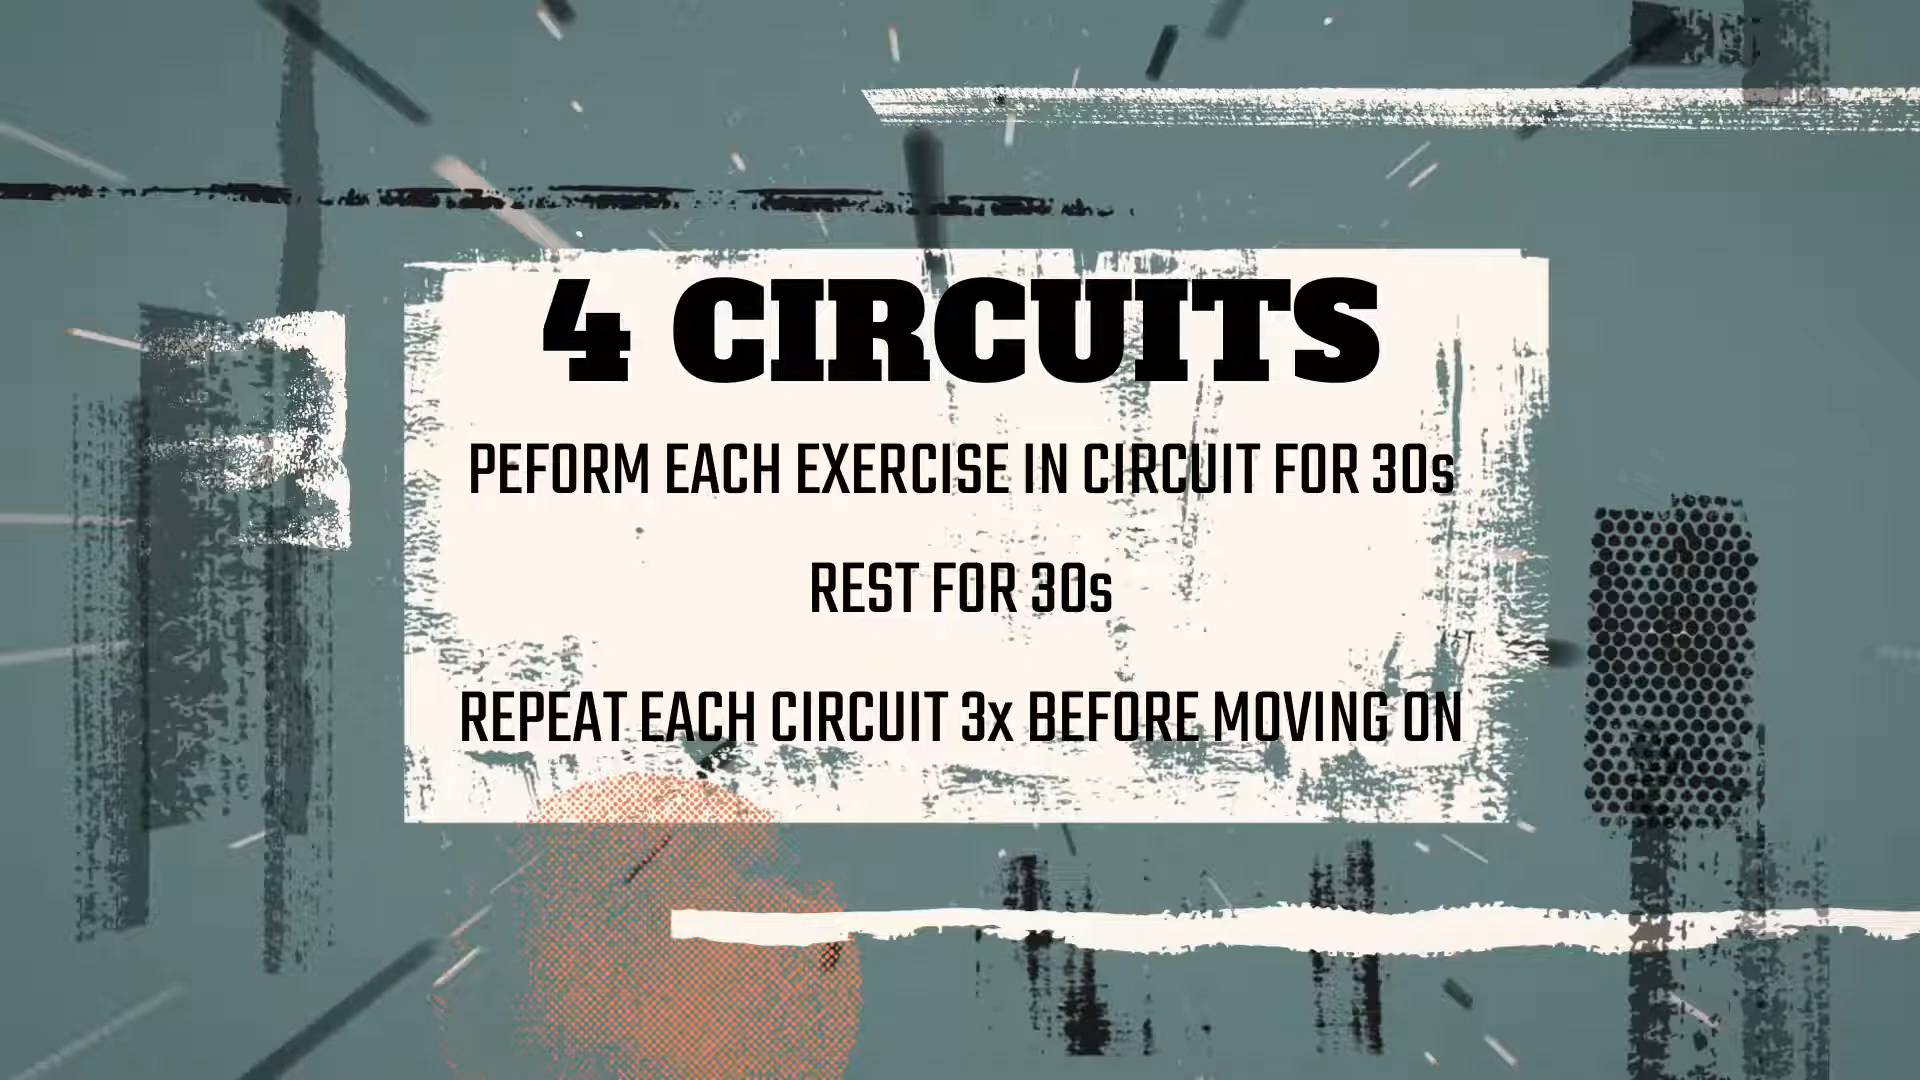 4 CIRCUITS
PEFORM EACH EXERCISE IN CIRCUIT FOR 30s
REST FOR 30s
REPEAT EACH CIRCUIT 3x BEFORE MOVING ON